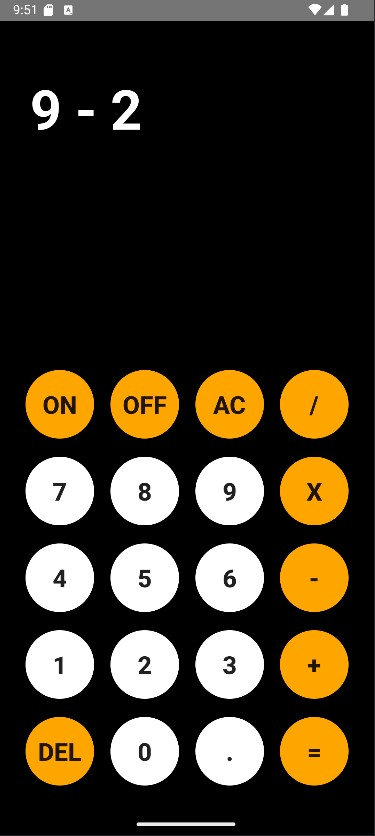 9:51
9 - 2
ON OFF AC /
7 8 9 X
4 5 6 -
1 2 3 +
DEL 0 . =